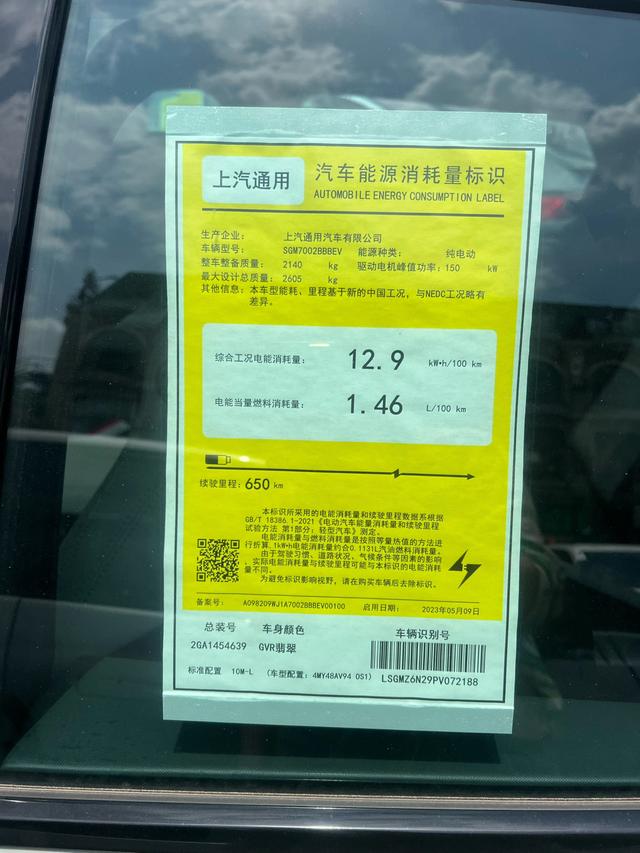 上汽通用
汽车能源消耗量标识
AUTOMOBILE ENERGY CONSUMPTION LABEL
生产企业： 上汽通用汽车有限公司
车辆型号： SGM7002BBBEV 能源种类： 纯电动
整车整备质量： 2140 kg 驱动电机峰值功率：150 kW
最大设计总质量： 2605 kg
其他信息：本车型能耗、里程基于新的中国工况，与NEDC工况略有
差异。
综合工况电能消耗量： 12.9 kW·h/100 km
电能当量燃料消耗量： 1.46 L/100 km
续驶里程：650 km
本标识所采用的电能消耗量和续驶里程数据系根据
GB/T 18386.1-2021《电动汽车能量消耗量和续驶里程
试验方法 第1部分：轻型汽车》测定。
电能消耗量与燃料消耗量是按照等量热值的方法进
行折算，1kW·h电能消耗量约合0.1131L汽油燃料消耗量。
由于驾驶习惯、道路状况、气候条件等因素的影响
，实际电能消耗量与续驶里程可能与本标识的电能消耗
量不同。
为避免标识影响视野，请在购买车辆后去除标识。
备案号： A098209WJ1A7002BBBEV00100 启用日期： 2023年05月09日
总装号 车身颜色 车辆识别号
2GA1454639 GVR翡翠
LSGMZ6N29PV072188
标准配置 10M-L （车型配置：4MY48AV94 0S1）